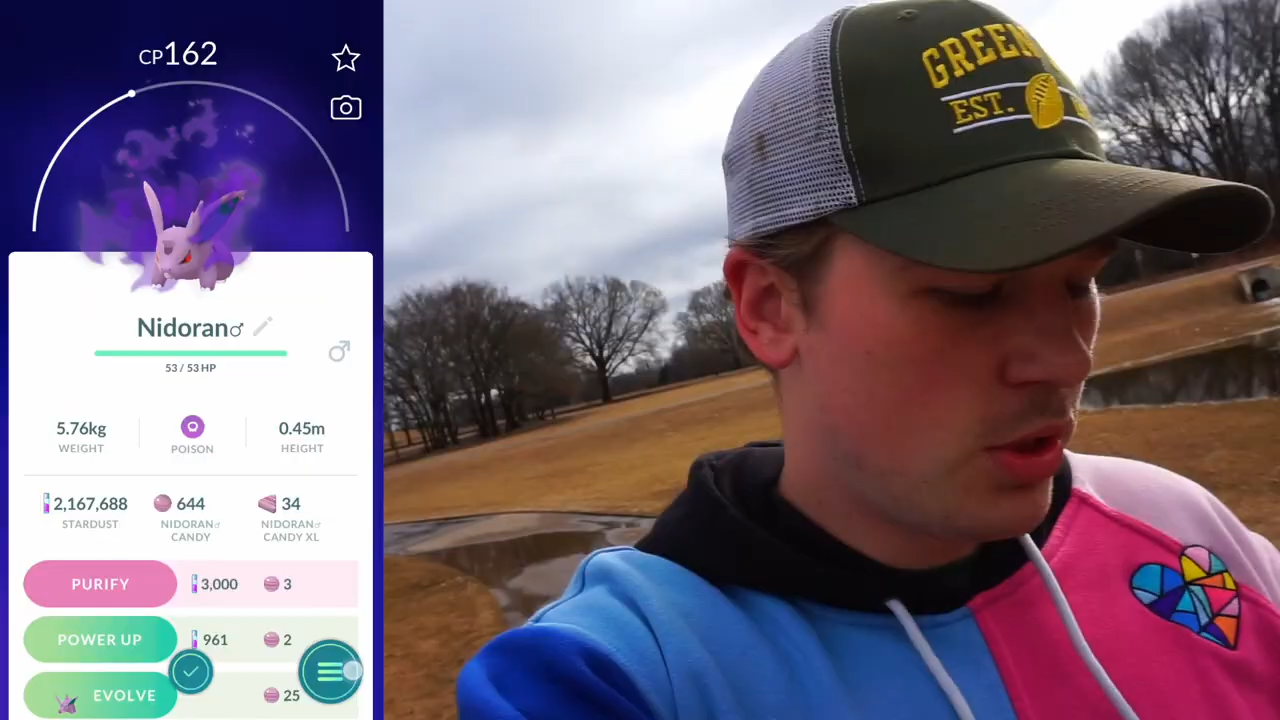 CP162
Nidoran♂
53 / 53 HP
5.76kg
WEIGHT
POISON
0.45m
HEIGHT
2,167,688
STARDUST
644
NIDORAN♂
CANDY
34
NIDORAN♂
CANDY XL
PURIFY
3,000
3
POWER UP
961
2
EVOLVE
25
GREEN
EST.